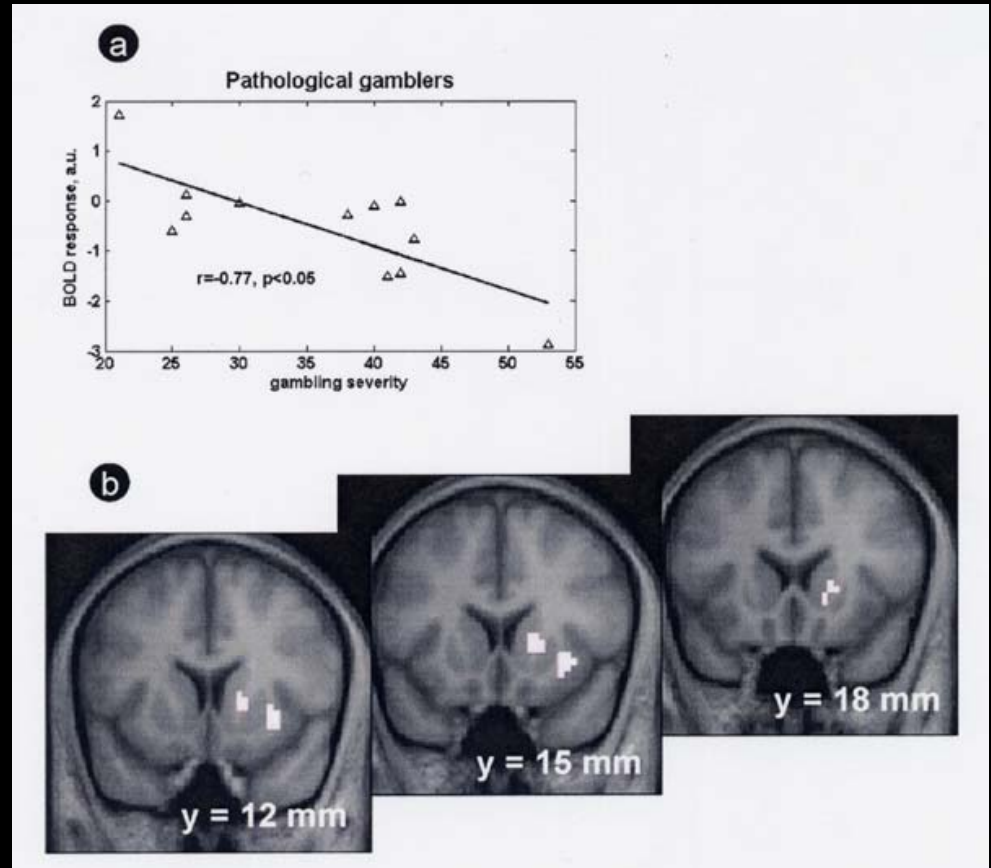 a
Pathological gamblers
2
1
0
-1
-2
-3
BOLD response, a.u.
r=-0.77, p<0.05
20 25 30 35 40 45 50 55
gambling severity
b
y = 12 mm
y = 15 mm
y = 18 mm